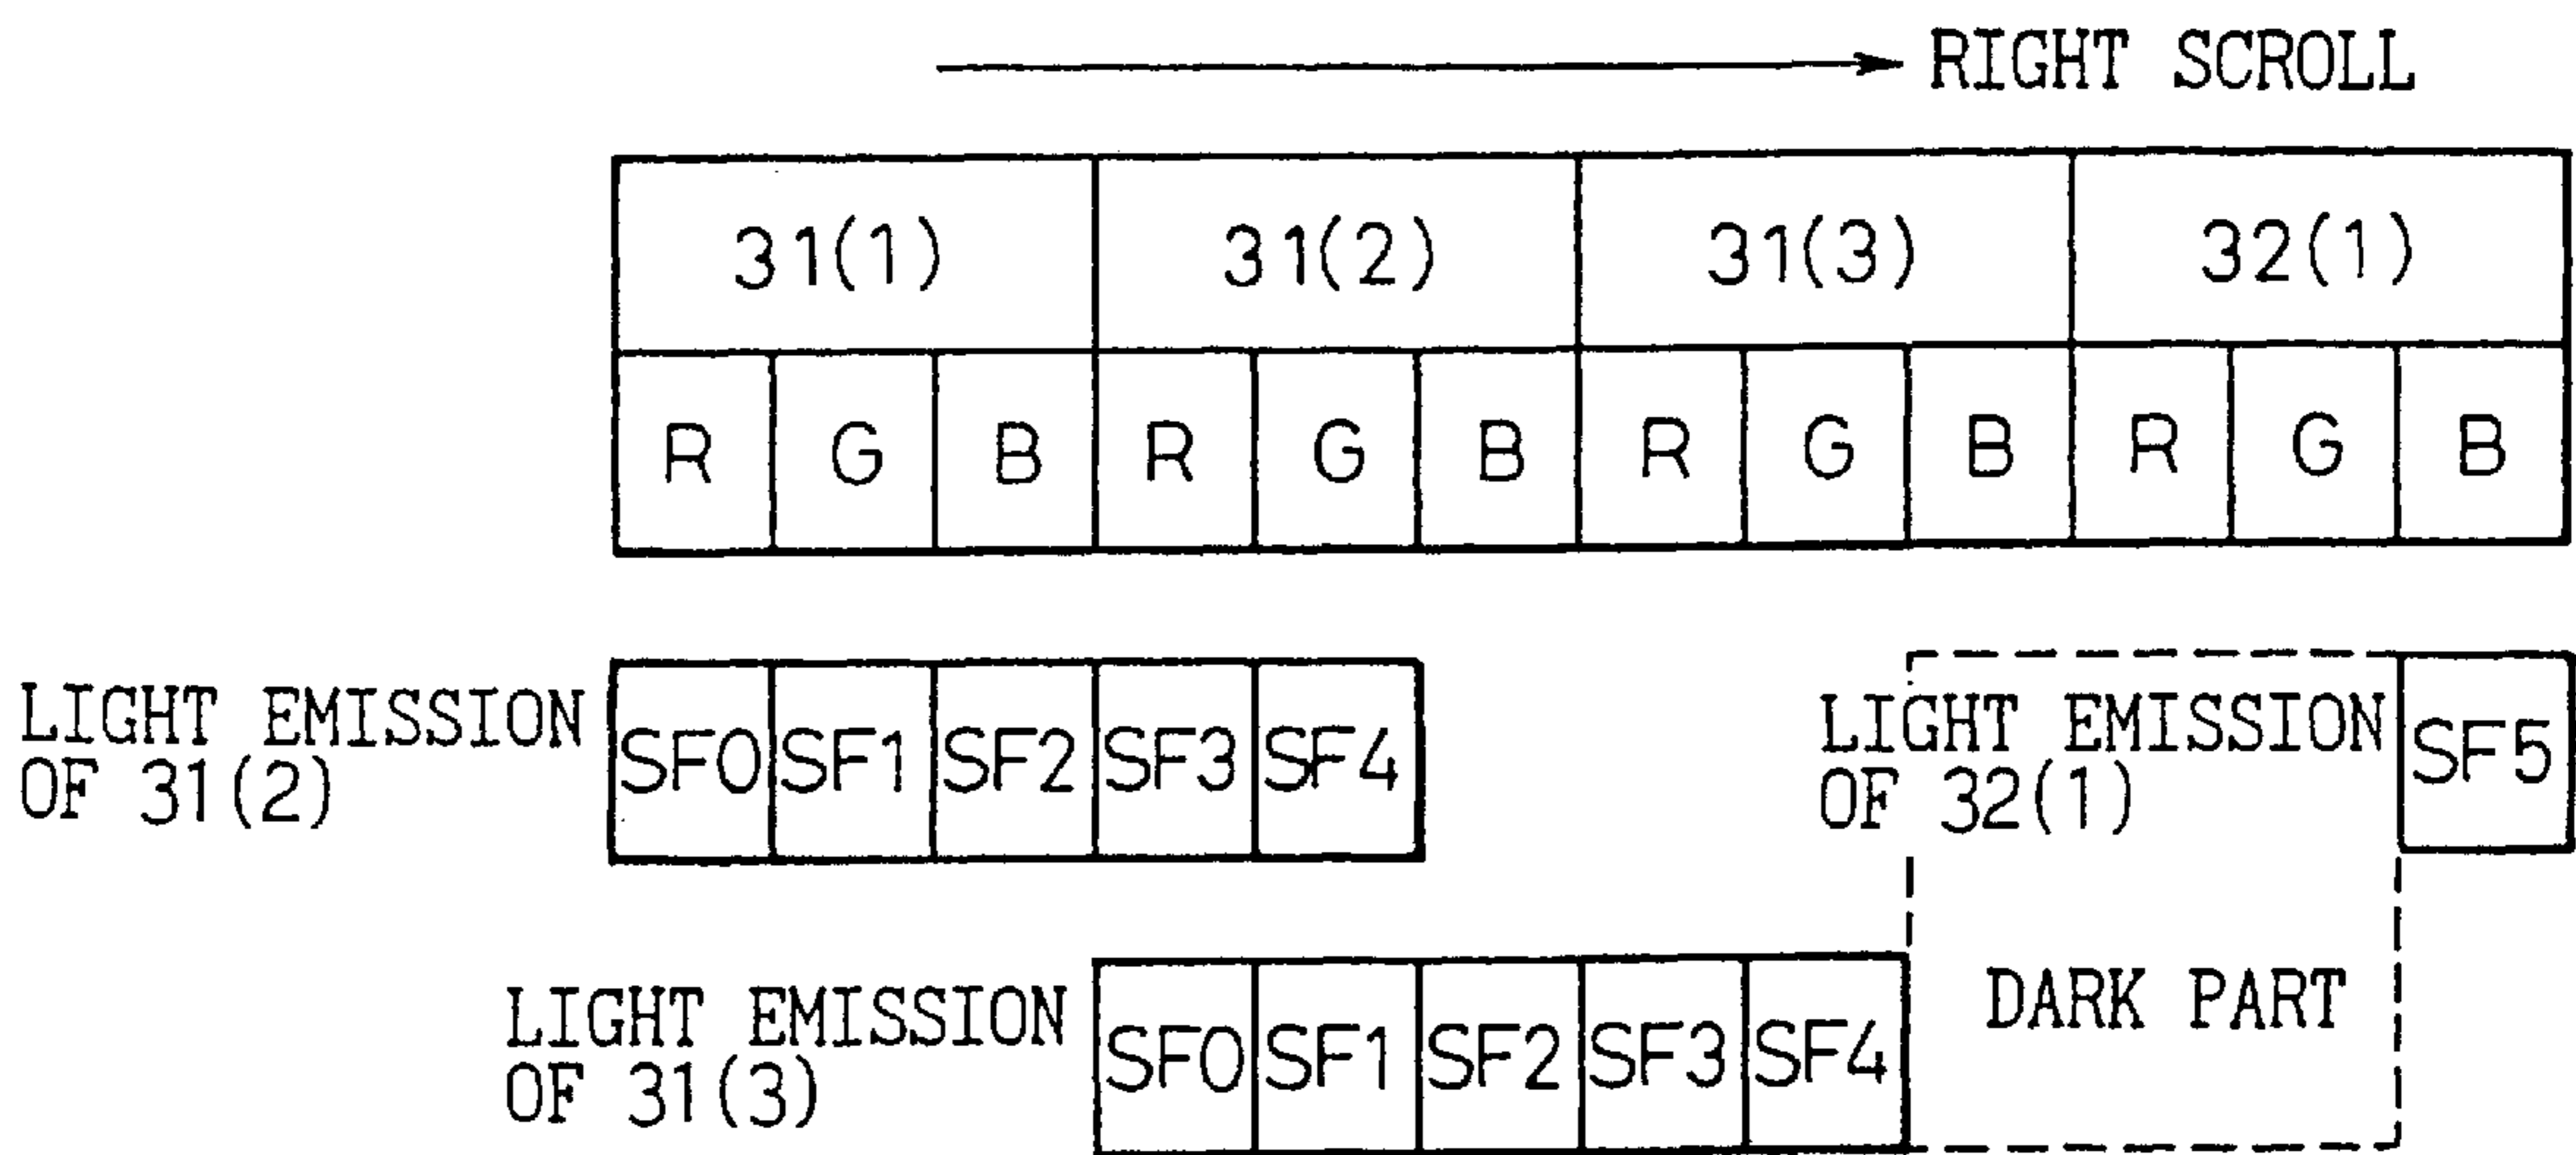 RIGHT SCROLL
31(1) 31(2) 31(3) 32(1)
R G B R G B R G B R G B
LIGHT EMISSION
OF 31(2)
SF0 SF1 SF2 SF3 SF4
LIGHT EMISSION
OF 32(1)
SF5
LIGHT EMISSION
OF 31(3)
SF0 SF1 SF2 SF3 SF4
DARK PART